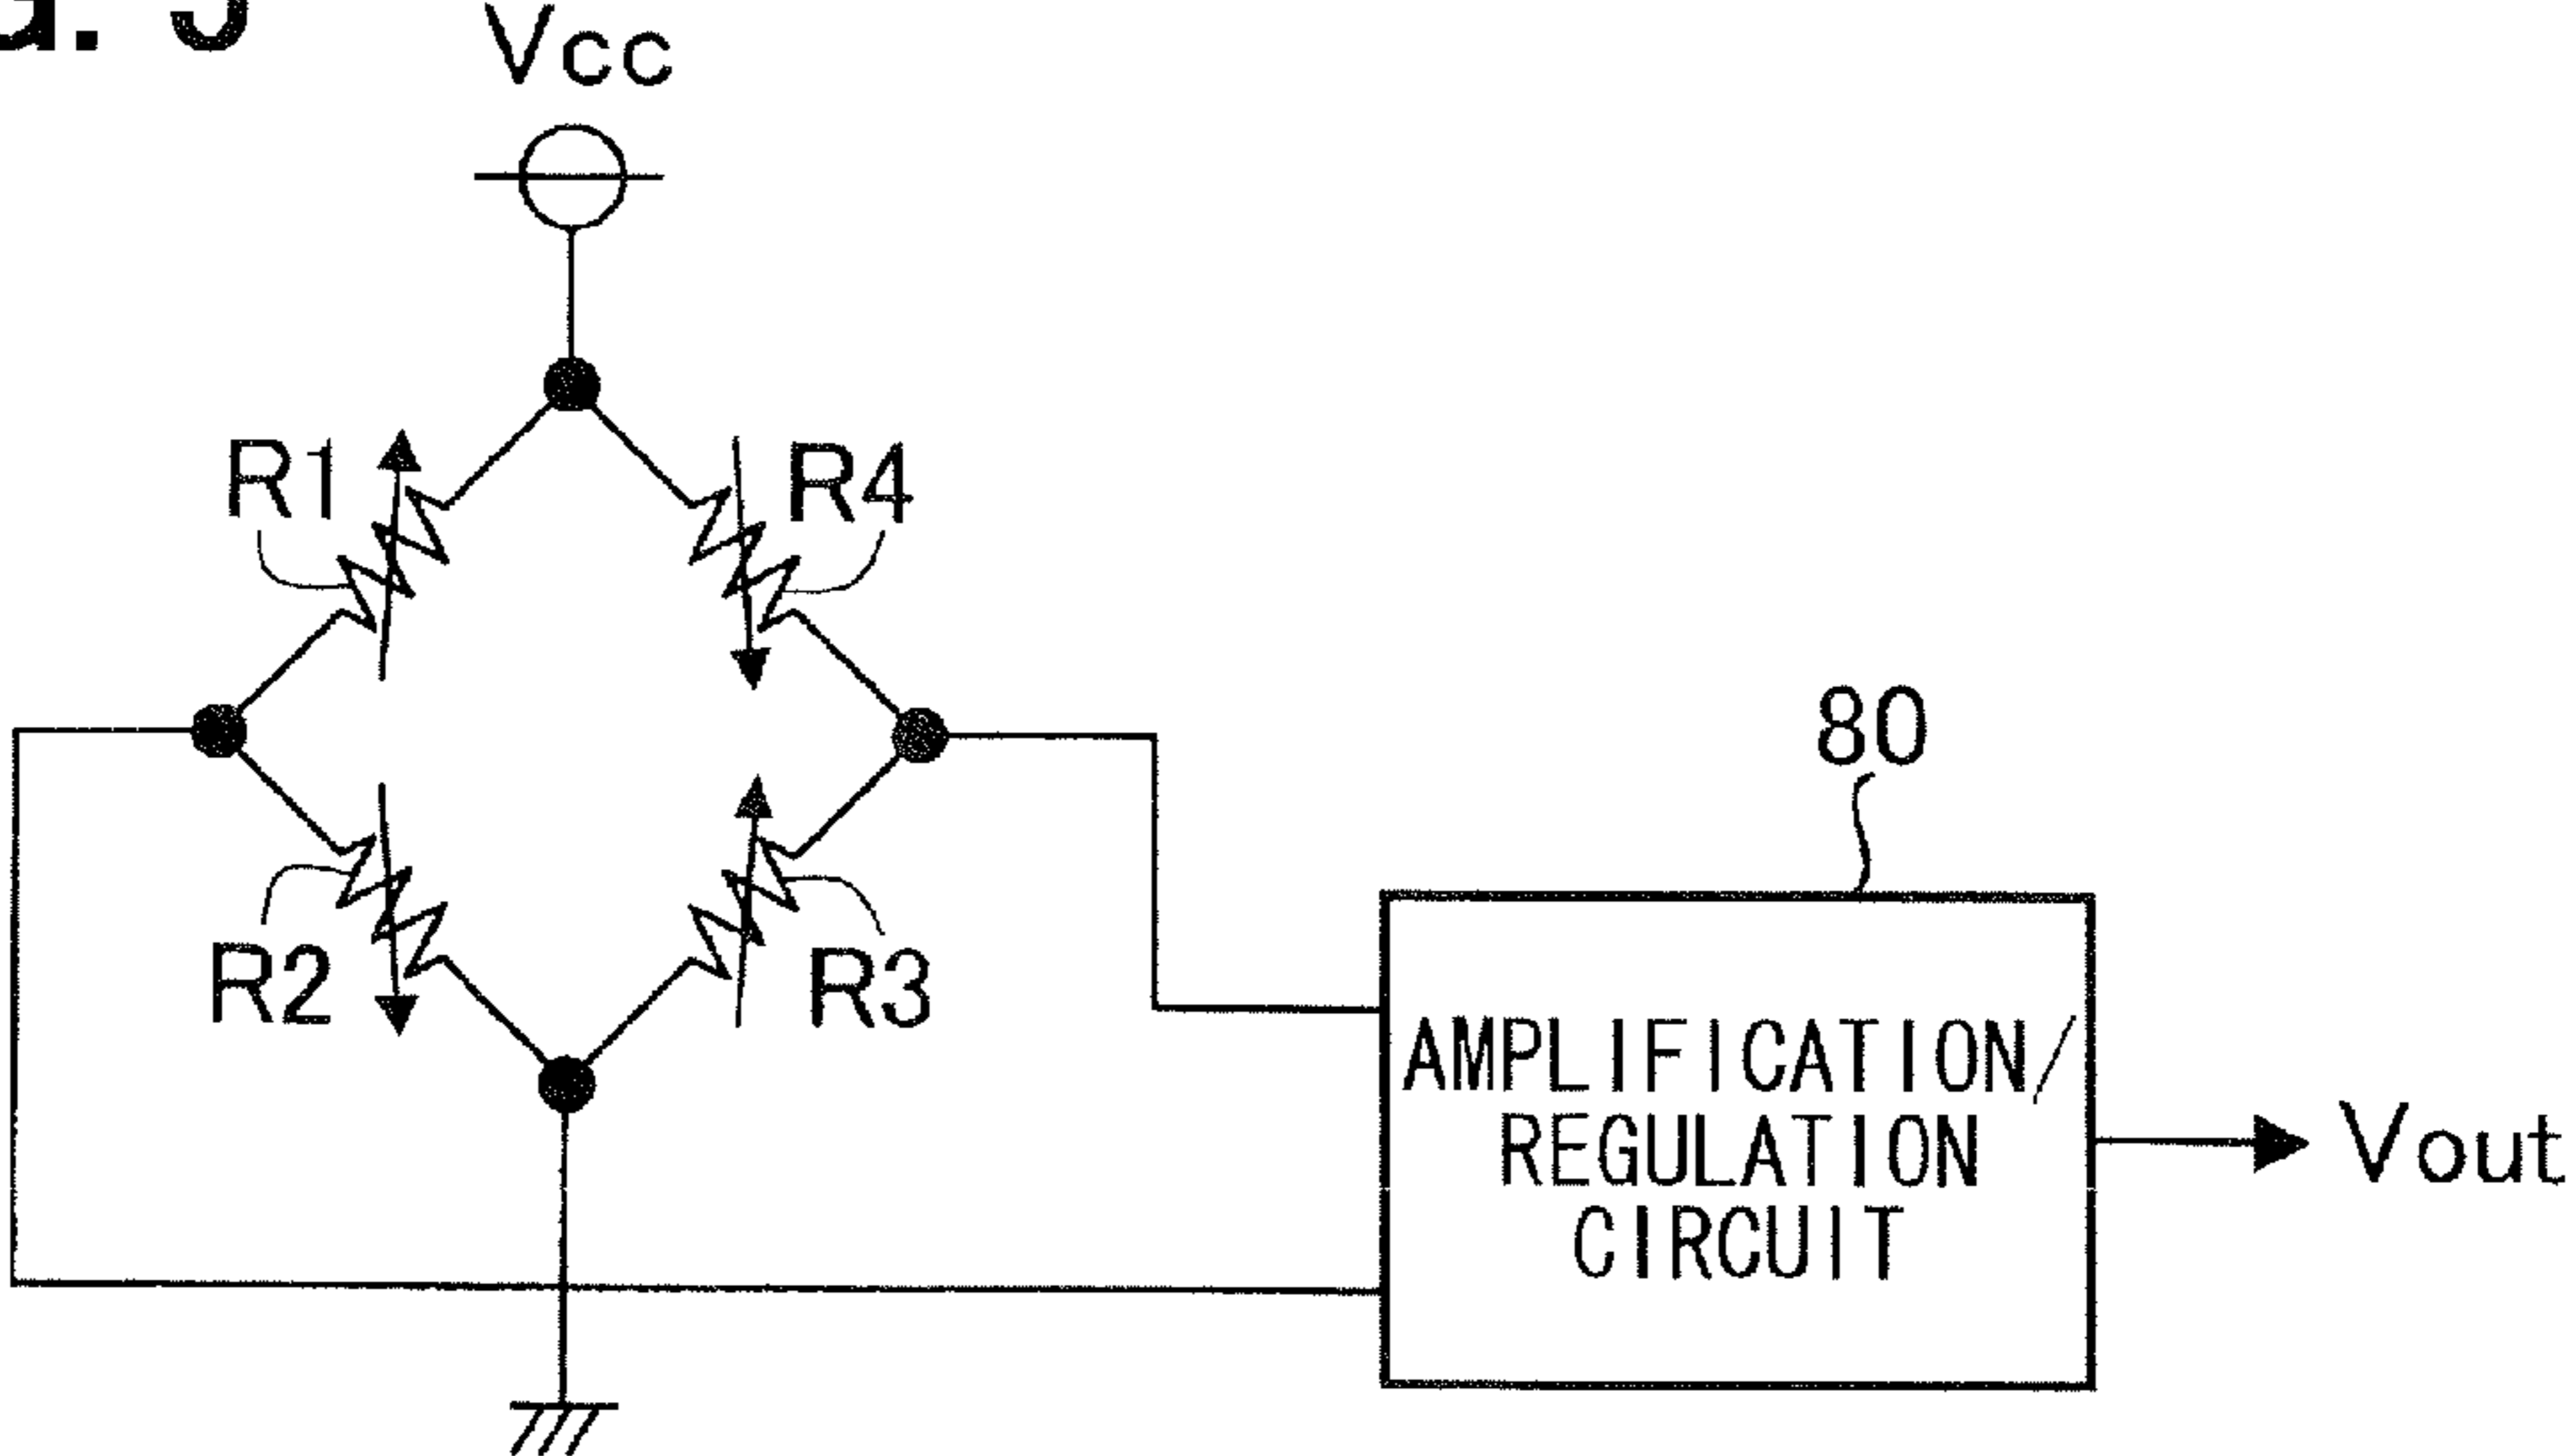 Vcc
R1
R4
R2
R3
80
AMPLIFICATION/
REGULATION
CIRCUIT
Vout